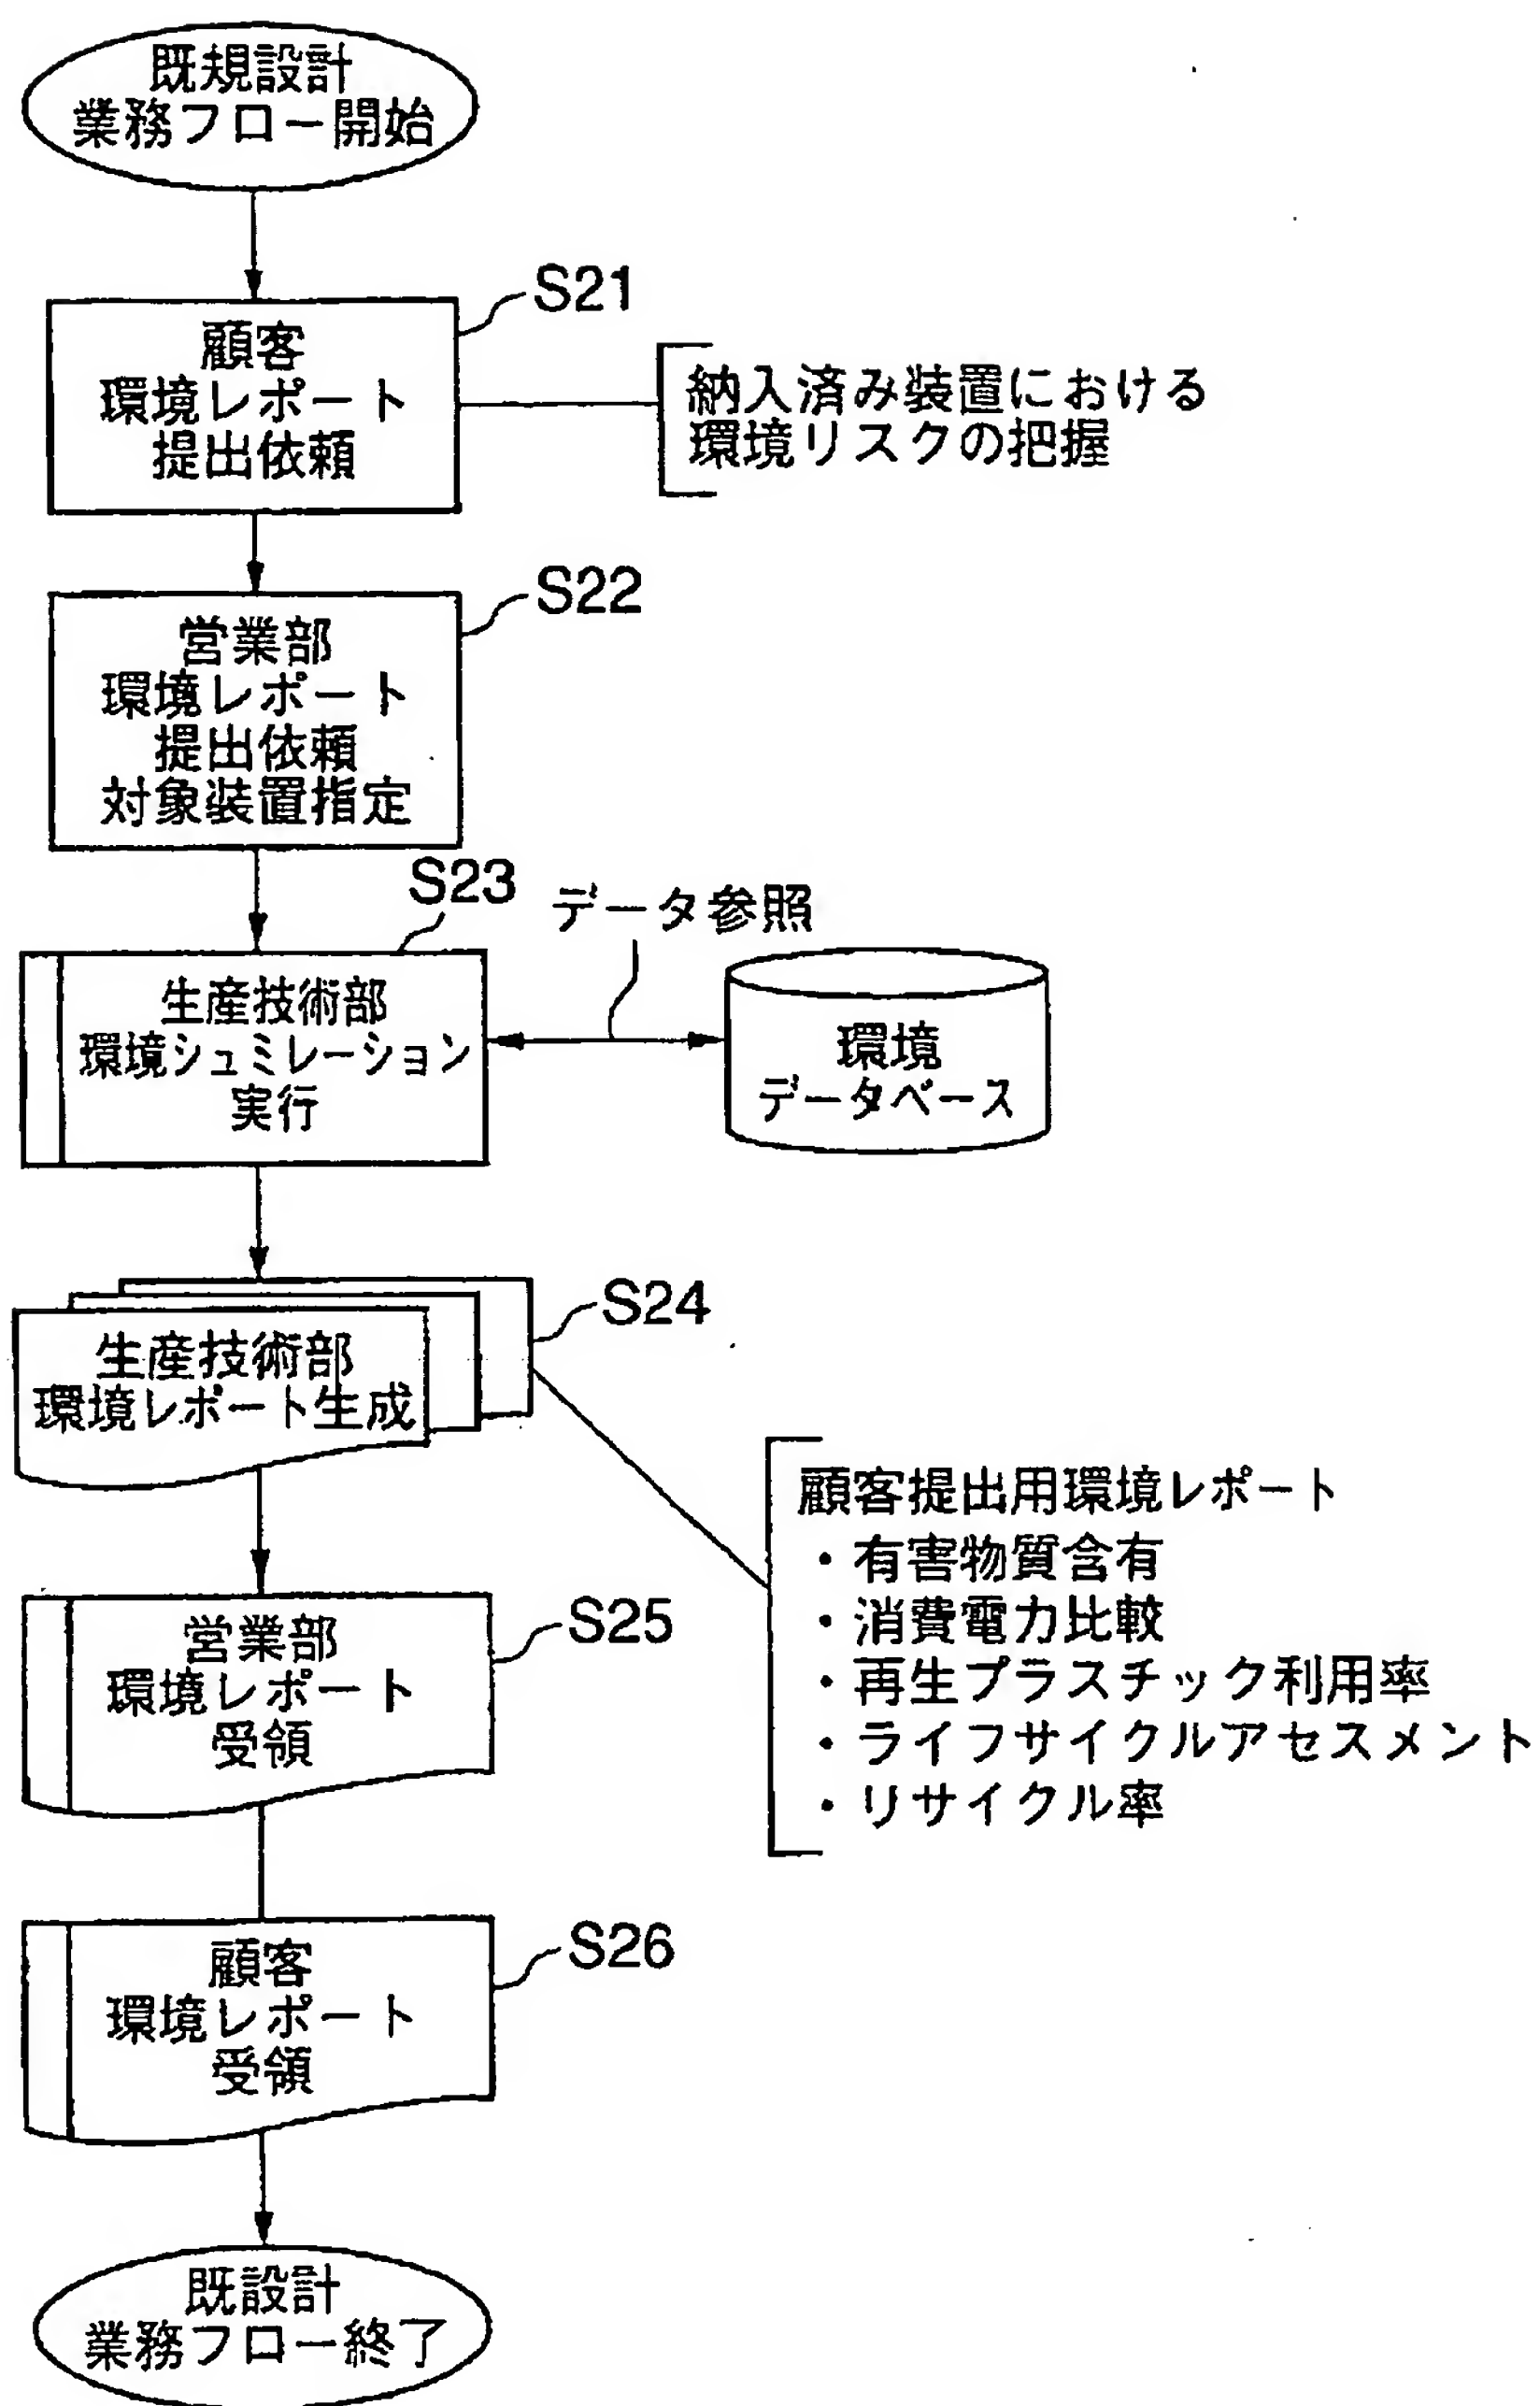 既規設計
業務フロー開始
S21
顧客
環境レポート
提出依頼
納入済み装置における
環境リスクの把握
S22
営業部
環境レポート
提出依頼
対象装置指定
S23
データ参照
生産技術部
環境シュミレーション
実行
環境
データベース
S24
生産技術部
環境レポート生成
顧客提出用環境レポート
・有害物質含有
・消費電力比較
・再生プラスチック利用率
・ライフサイクルアセスメント
・リサイクル率
S25
営業部
環境レポート
受領
S26
顧客
環境レポート
受領
既設計
業務フロー終了